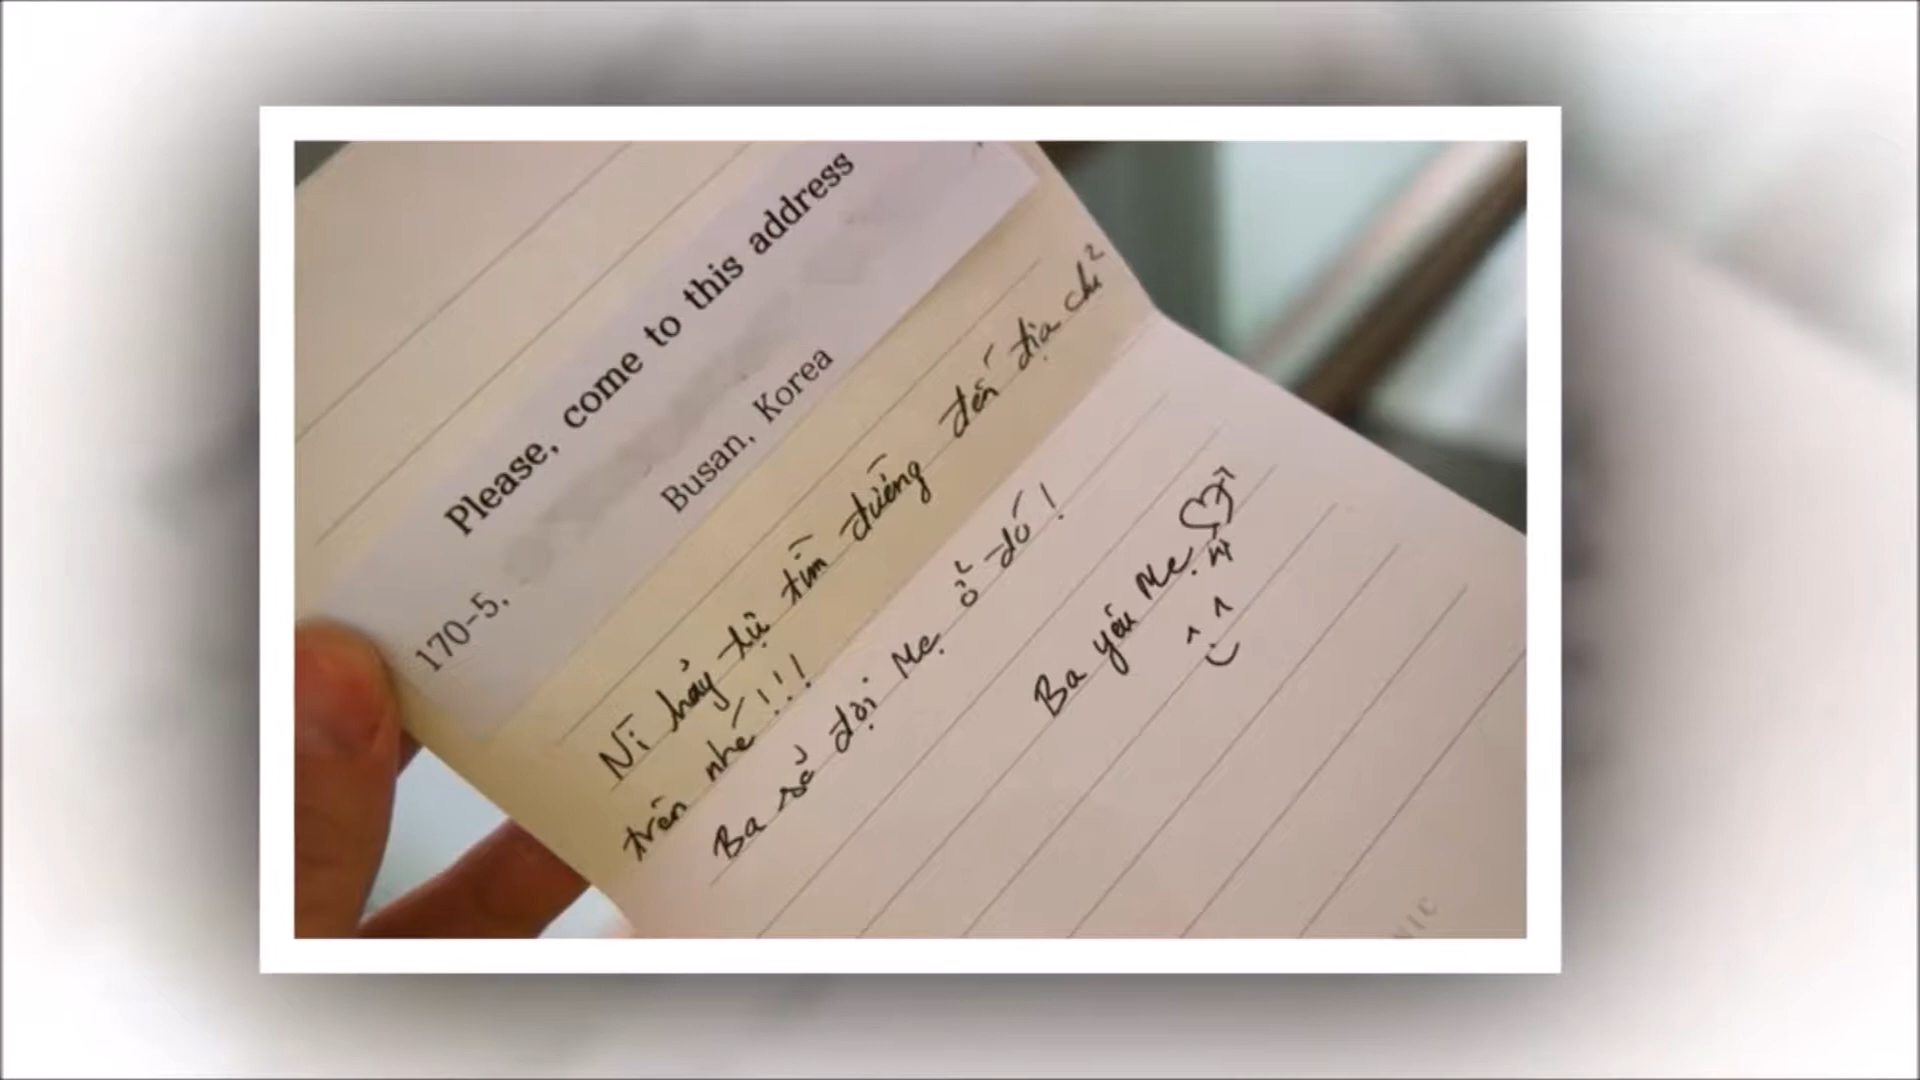 Please, come to this address
170-5,
Busan, Korea
Nì hãy tự tìm đường đến địa chỉ
trên nhé!!!
Ba sẽ đợi Mẹ ở đó!
Ba yêu Mẹ
NIC